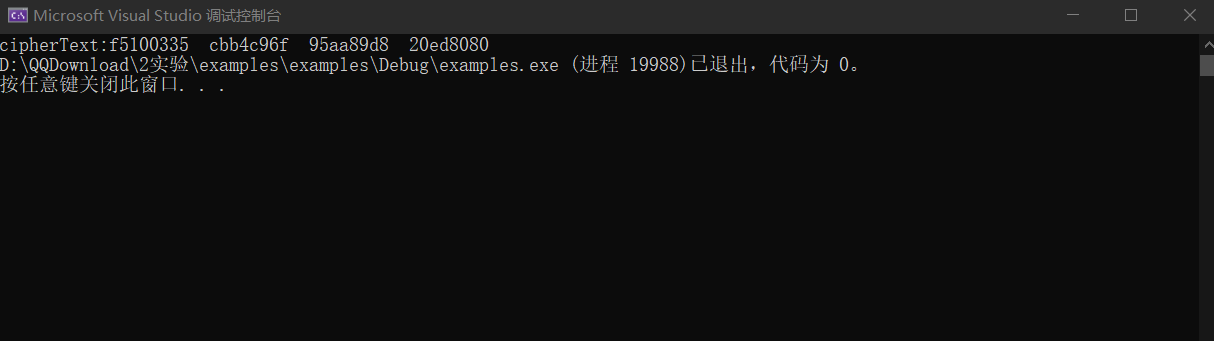 Microsoft Visual Studio 调试控制台
cipherText:f5100335  cbb4c96f  95aa89d8  20ed8080
D:\QQDownload\2实验\examples\examples\Debug\examples.exe (进程 19988)已退出，代码为 0。
按任意键关闭此窗口. . .